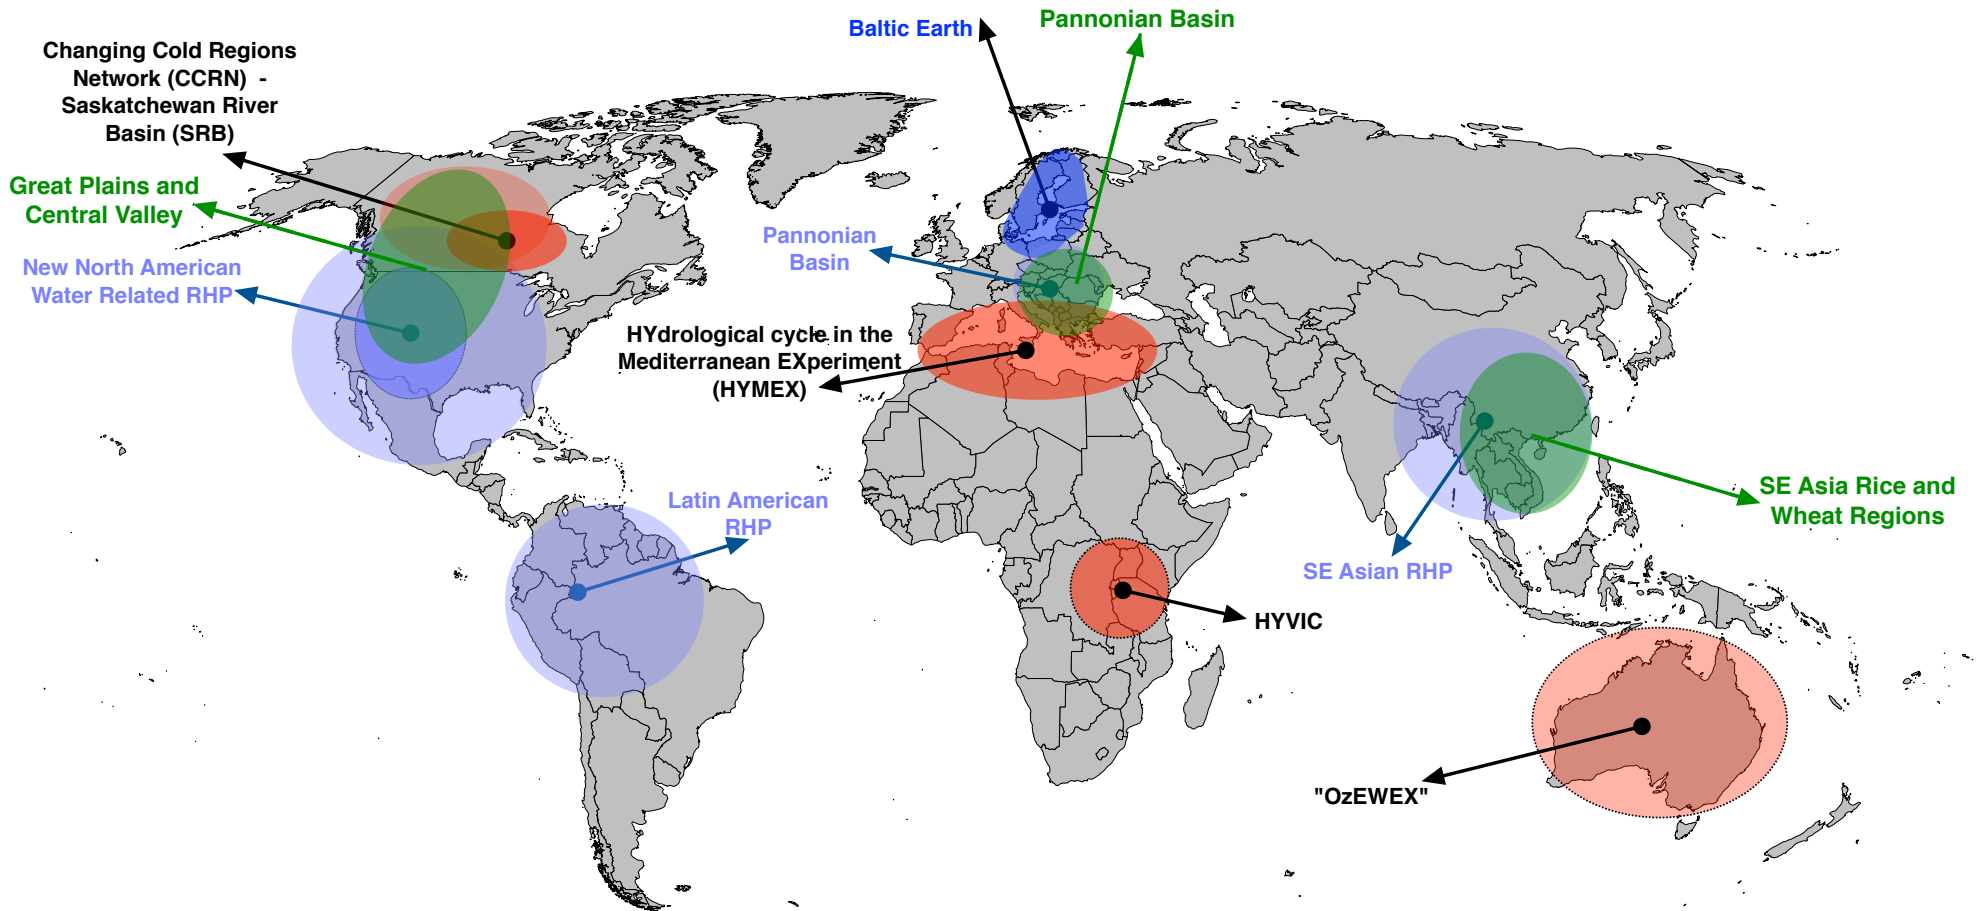 Baltic Earth
Pannonian Basin
Changing Cold Regions
Network (CCRN)  -
Saskatchewan River
Basin (SRB)
Great Plains and
Central Valley
New North American
Water Related RHP
Pannonian
Basin
HYdrological cycle in the
Mediterranean EXperiment
(HYMEX)
Latin American
RHP
SE Asia Rice and
Wheat Regions
SE Asian RHP
HYVIC
"OzEWEX"